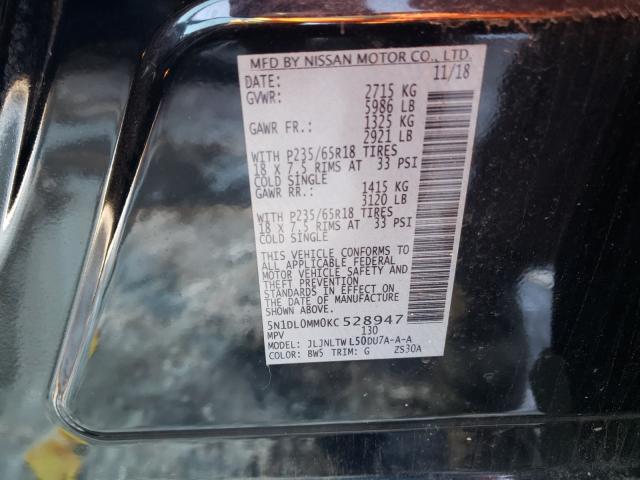 MFD BY NISSAN MOTOR CO., LTD.
DATE: 11/18
GVWR: 2715 KG
5986 LB
GAWR FR.: 1325 KG
2921 LB
WITH P235/65R18 TIRES
18 X 7.5 RIMS AT 33 PSI
COLD SINGLE
GAWR RR.: 1415 KG
3120 LB
WITH P235/65R18 TIRES
18 X 7.5 RIMS AT 33 PSI
COLD SINGLE
THIS VEHICLE CONFORMS TO
ALL APPLICABLE FEDERAL
MOTOR VEHICLE SAFETY AND
THEFT PREVENTION
STANDARDS IN EFFECT ON
THE DATE OF MANUFACTURE
SHOWN ABOVE
5N1DL0MM0KC528947
MPV 130
MODEL: JLJNLTWL50DU7A-A-A
COLOR: BW5 TRIM: G ZS30A